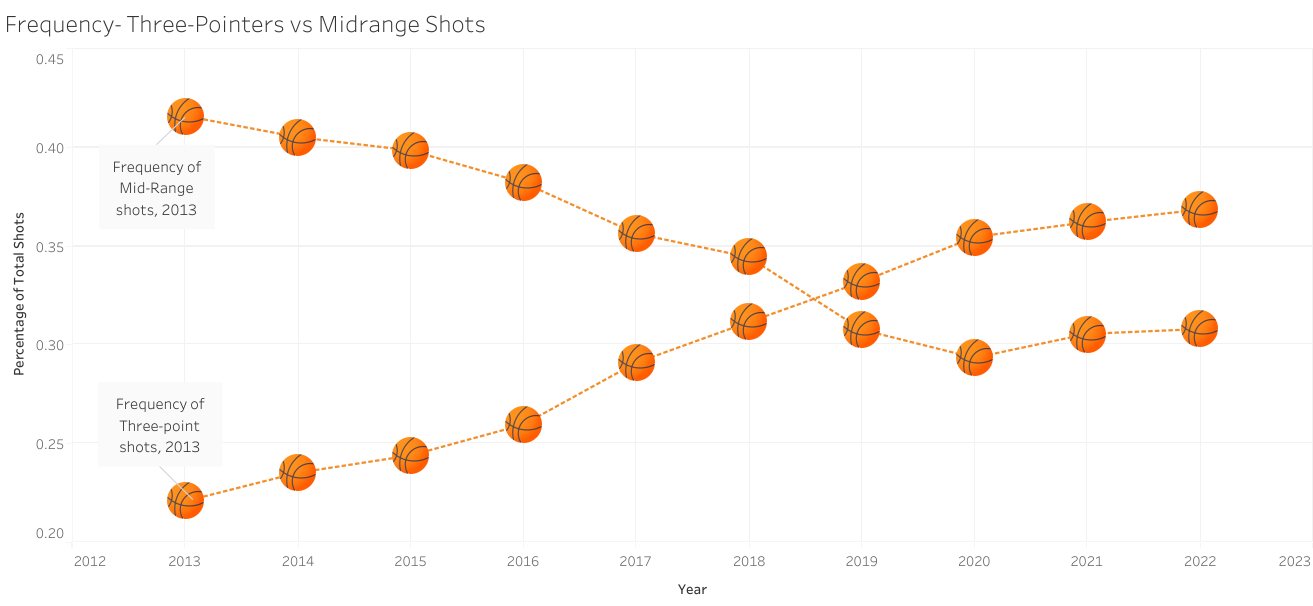 Frequency- Three-Pointers vs Midrange Shots
0.45
0.40
0.35
0.30
0.25
0.20
Percentage of Total Shots
Frequency of
Mid-Range
shots, 2013
Frequency of
Three-point
shots, 2013
2012 2013 2014 2015 2016 2017 2018 2019 2020 2021 2022 2023
Year